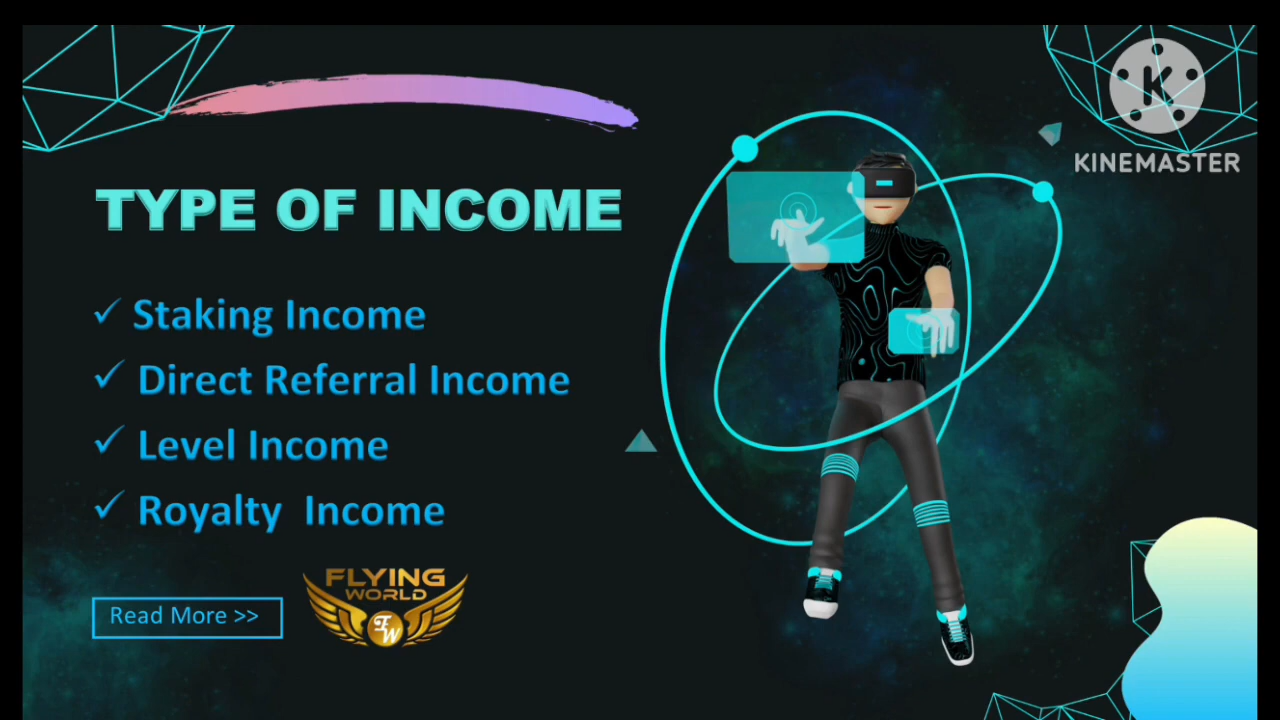 KINEMASTER
TYPE OF INCOME
Staking Income
Direct Referral Income
Level Income
Royalty Income
Read More >>
FLYING
WORLD
FW